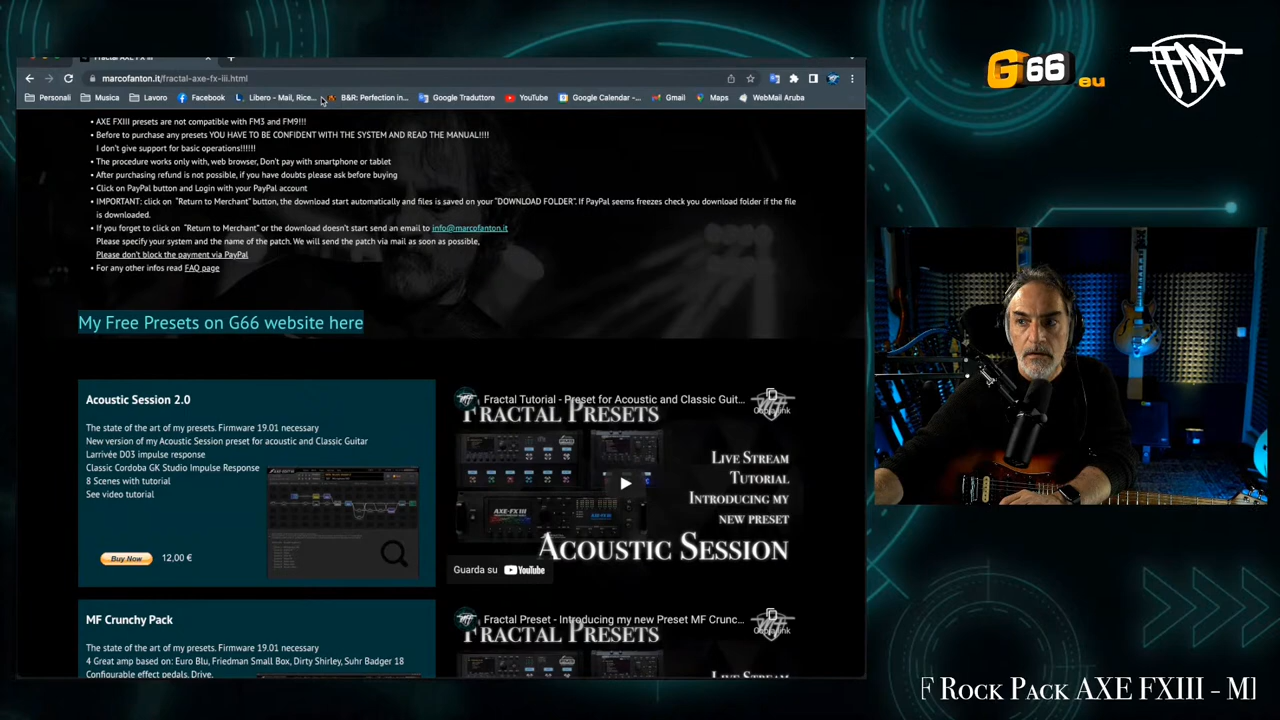 G66.eu
FMX
marcofanton.it/fractal-axe-fx-iii.html
Personali
Musica
Lavoro
Facebook
Libero - Mail, Rice...
B&R: Perfection in...
Google Traduttore
YouTube
Google Calendar -...
Gmail
Maps
WebMail Aruba
• AXE FXIII presets are not compatible with FM3 and FM9!!!
• Before to purchase any presets YOU HAVE TO BE CONFIDENT WITH THE SYSTEM AND READ THE MANUAL!!!!
I don't give support for basic operations!!!!!!
• The procedure works only with, web browser, Don't pay with smartphone or tablet
• After purchasing refund is not possible, if you have doubts please ask before buying
• Click on PayPal button and Login with your PayPal account
• IMPORTANT: click on "Return to Merchant" button, the download start automatically and files is saved on your "DOWNLOAD FOLDER". If PayPal seems freezes check you download folder if the file
is downloaded.
• If you forget to click on "Return to Merchant" or the download doesn't start send an email to info@marcofanton.it
Please specify your system and the name of the patch. We will send the patch via mail as soon as possible,
Please don't block the payment via PayPal
• For any other infos read FAQ page
My Free Presets on G66 website here
Acoustic Session 2.0
The state of the art of my presets. Firmware 19.01 necessary
New version of my Acoustic Session preset for acoustic and Classic Guitar
Larrivée D03 impulse response
Classic Cordoba GK Studio Impulse Response
8 Scenes with tutorial
See video tutorial
Buy Now
12,00 €
Fractal Tutorial - Preset for Acoustic and Classic Guit...
Copia link
Fractal Presets
Live Stream
Tutorial
Introducing my
new preset
Acoustic Session
AXE-FX III
Guarda su YouTube
MF Crunchy Pack
The state of the art of my presets. Firmware 19.01 necessary
4 Great amp based on: Euro Blu, Friedman Small Box, Dirty Shirley, Suhr Badger 18
Configurable effect pedals. Drive.
Fractal Preset - Introducing my new Preset MF Crunc...
Fractal Presets
Live Stream
F Rock Pack AXE FXIII - M